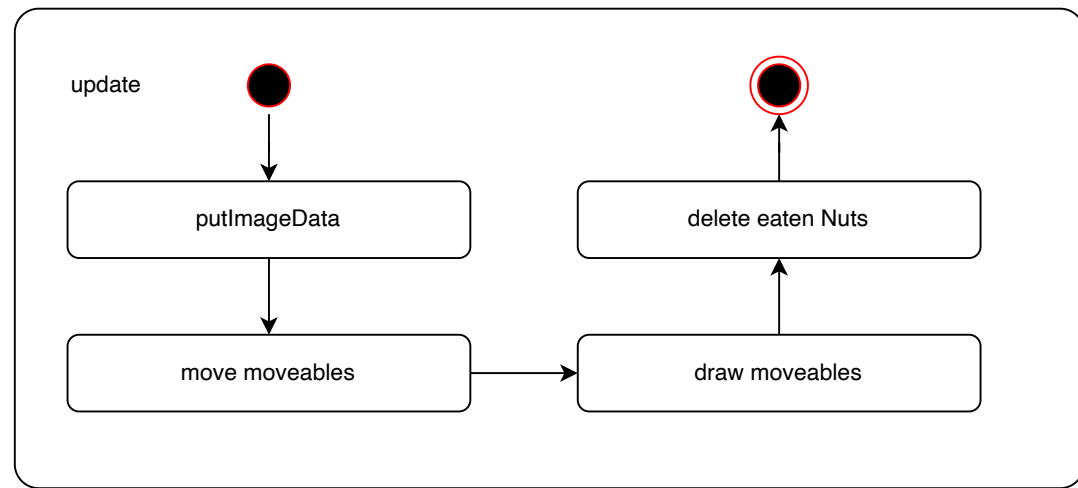 update
putImageData
move moveables
draw moveables
delete eaten Nuts